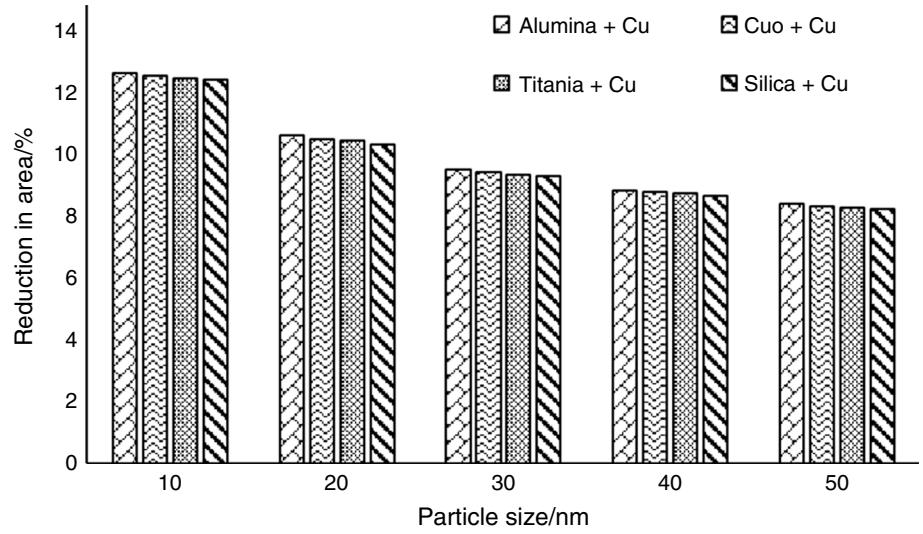 Reduction in area/%
14
12
10
8
6
4
2
0
Alumina + Cu
Cuo + Cu
Titania + Cu
Silica + Cu
10 20 30 40 50
Particle size/nm